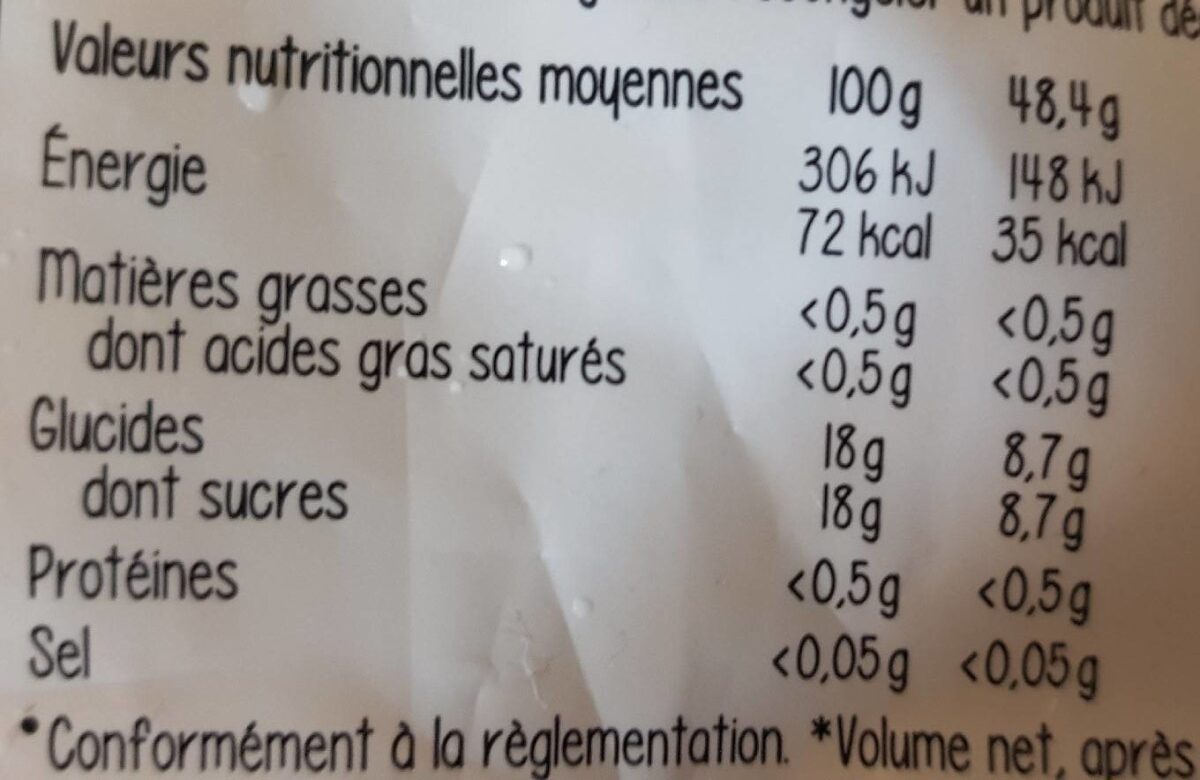 un produit
Valeurs nutritionnelles moyennes 100g 48,4g
Énergie 306 kJ 148 kJ
72 kcal 35 kcal
Matières grasses <0,5g <0,5g
dont acides gras saturés <0,5g <0,5g
Glucides 18g 8,7g
dont sucres 18g 8,7g
Protéines <0,5g <0,5g
Sel <0,05g <0,05g
•Conformément à la règlementation. *Volume net, après